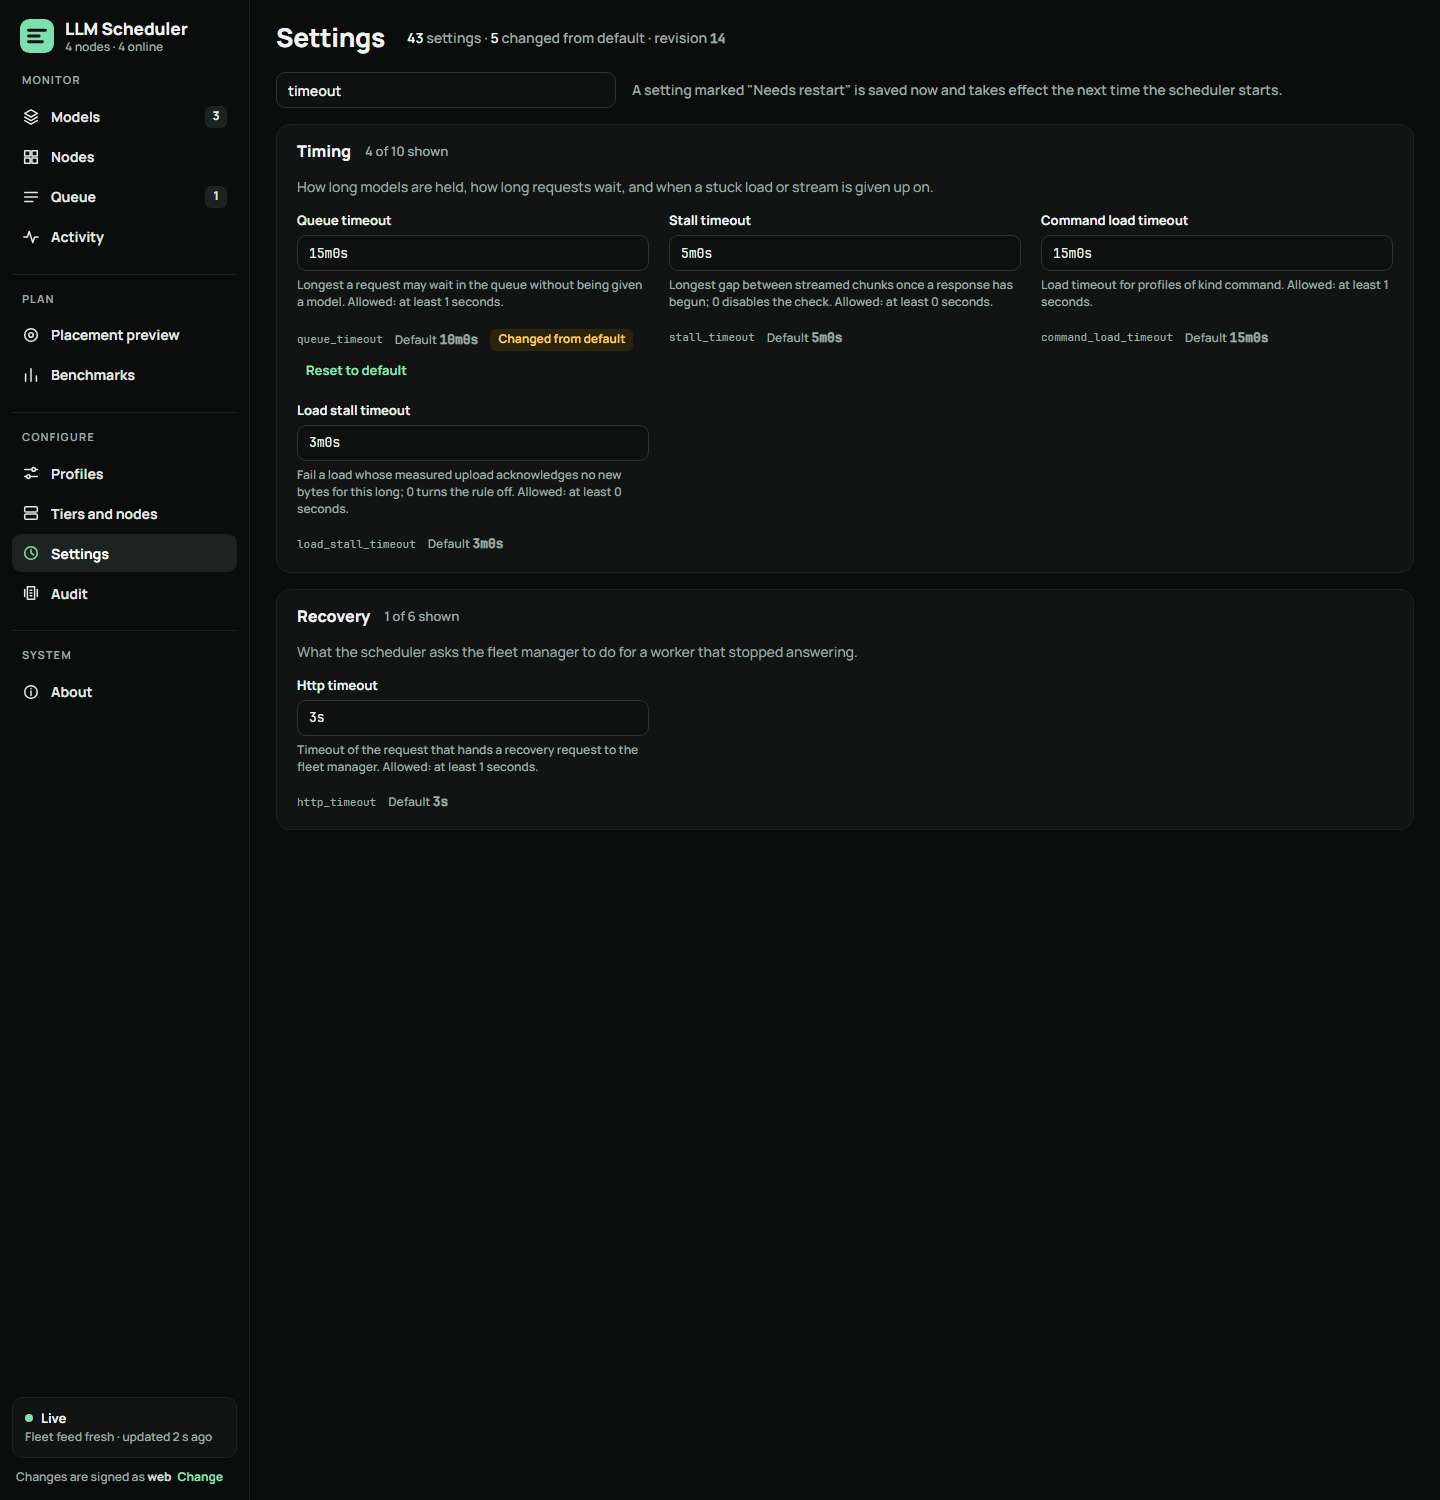 LLM Scheduler
4 nodes · 4 online
MONITOR
Models 3
Nodes
Queue 1
Activity
PLAN
Placement preview
Benchmarks
CONFIGURE
Profiles
Tiers and nodes
Settings
Audit
SYSTEM
About
Live
Fleet feed fresh · updated 2 s ago
Changes are signed as web Change
Settings 43 settings · 5 changed from default · revision 14
timeout
A setting marked "Needs restart" is saved now and takes effect the next time the scheduler starts.
Timing 4 of 10 shown
How long models are held, how long requests wait, and when a stuck load or stream is given up on.
Queue timeout
15m0s
Longest a request may wait in the queue without being given
a model. Allowed: at least 1 seconds.
queue_timeout Default 10m0s Changed from default
Reset to default
Stall timeout
5m0s
Longest gap between streamed chunks once a response has
begun; 0 disables the check. Allowed: at least 0 seconds.
stall_timeout Default 5m0s
Command load timeout
15m0s
Load timeout for profiles of kind command. Allowed: at least 1
seconds.
command_load_timeout Default 15m0s
Load stall timeout
3m0s
Fail a load whose measured upload acknowledges no new
bytes for this long; 0 turns the rule off. Allowed: at least 0
seconds.
load_stall_timeout Default 3m0s
Recovery 1 of 6 shown
What the scheduler asks the fleet manager to do for a worker that stopped answering.
Http timeout
3s
Timeout of the request that hands a recovery request to the
fleet manager. Allowed: at least 1 seconds.
http_timeout Default 3s